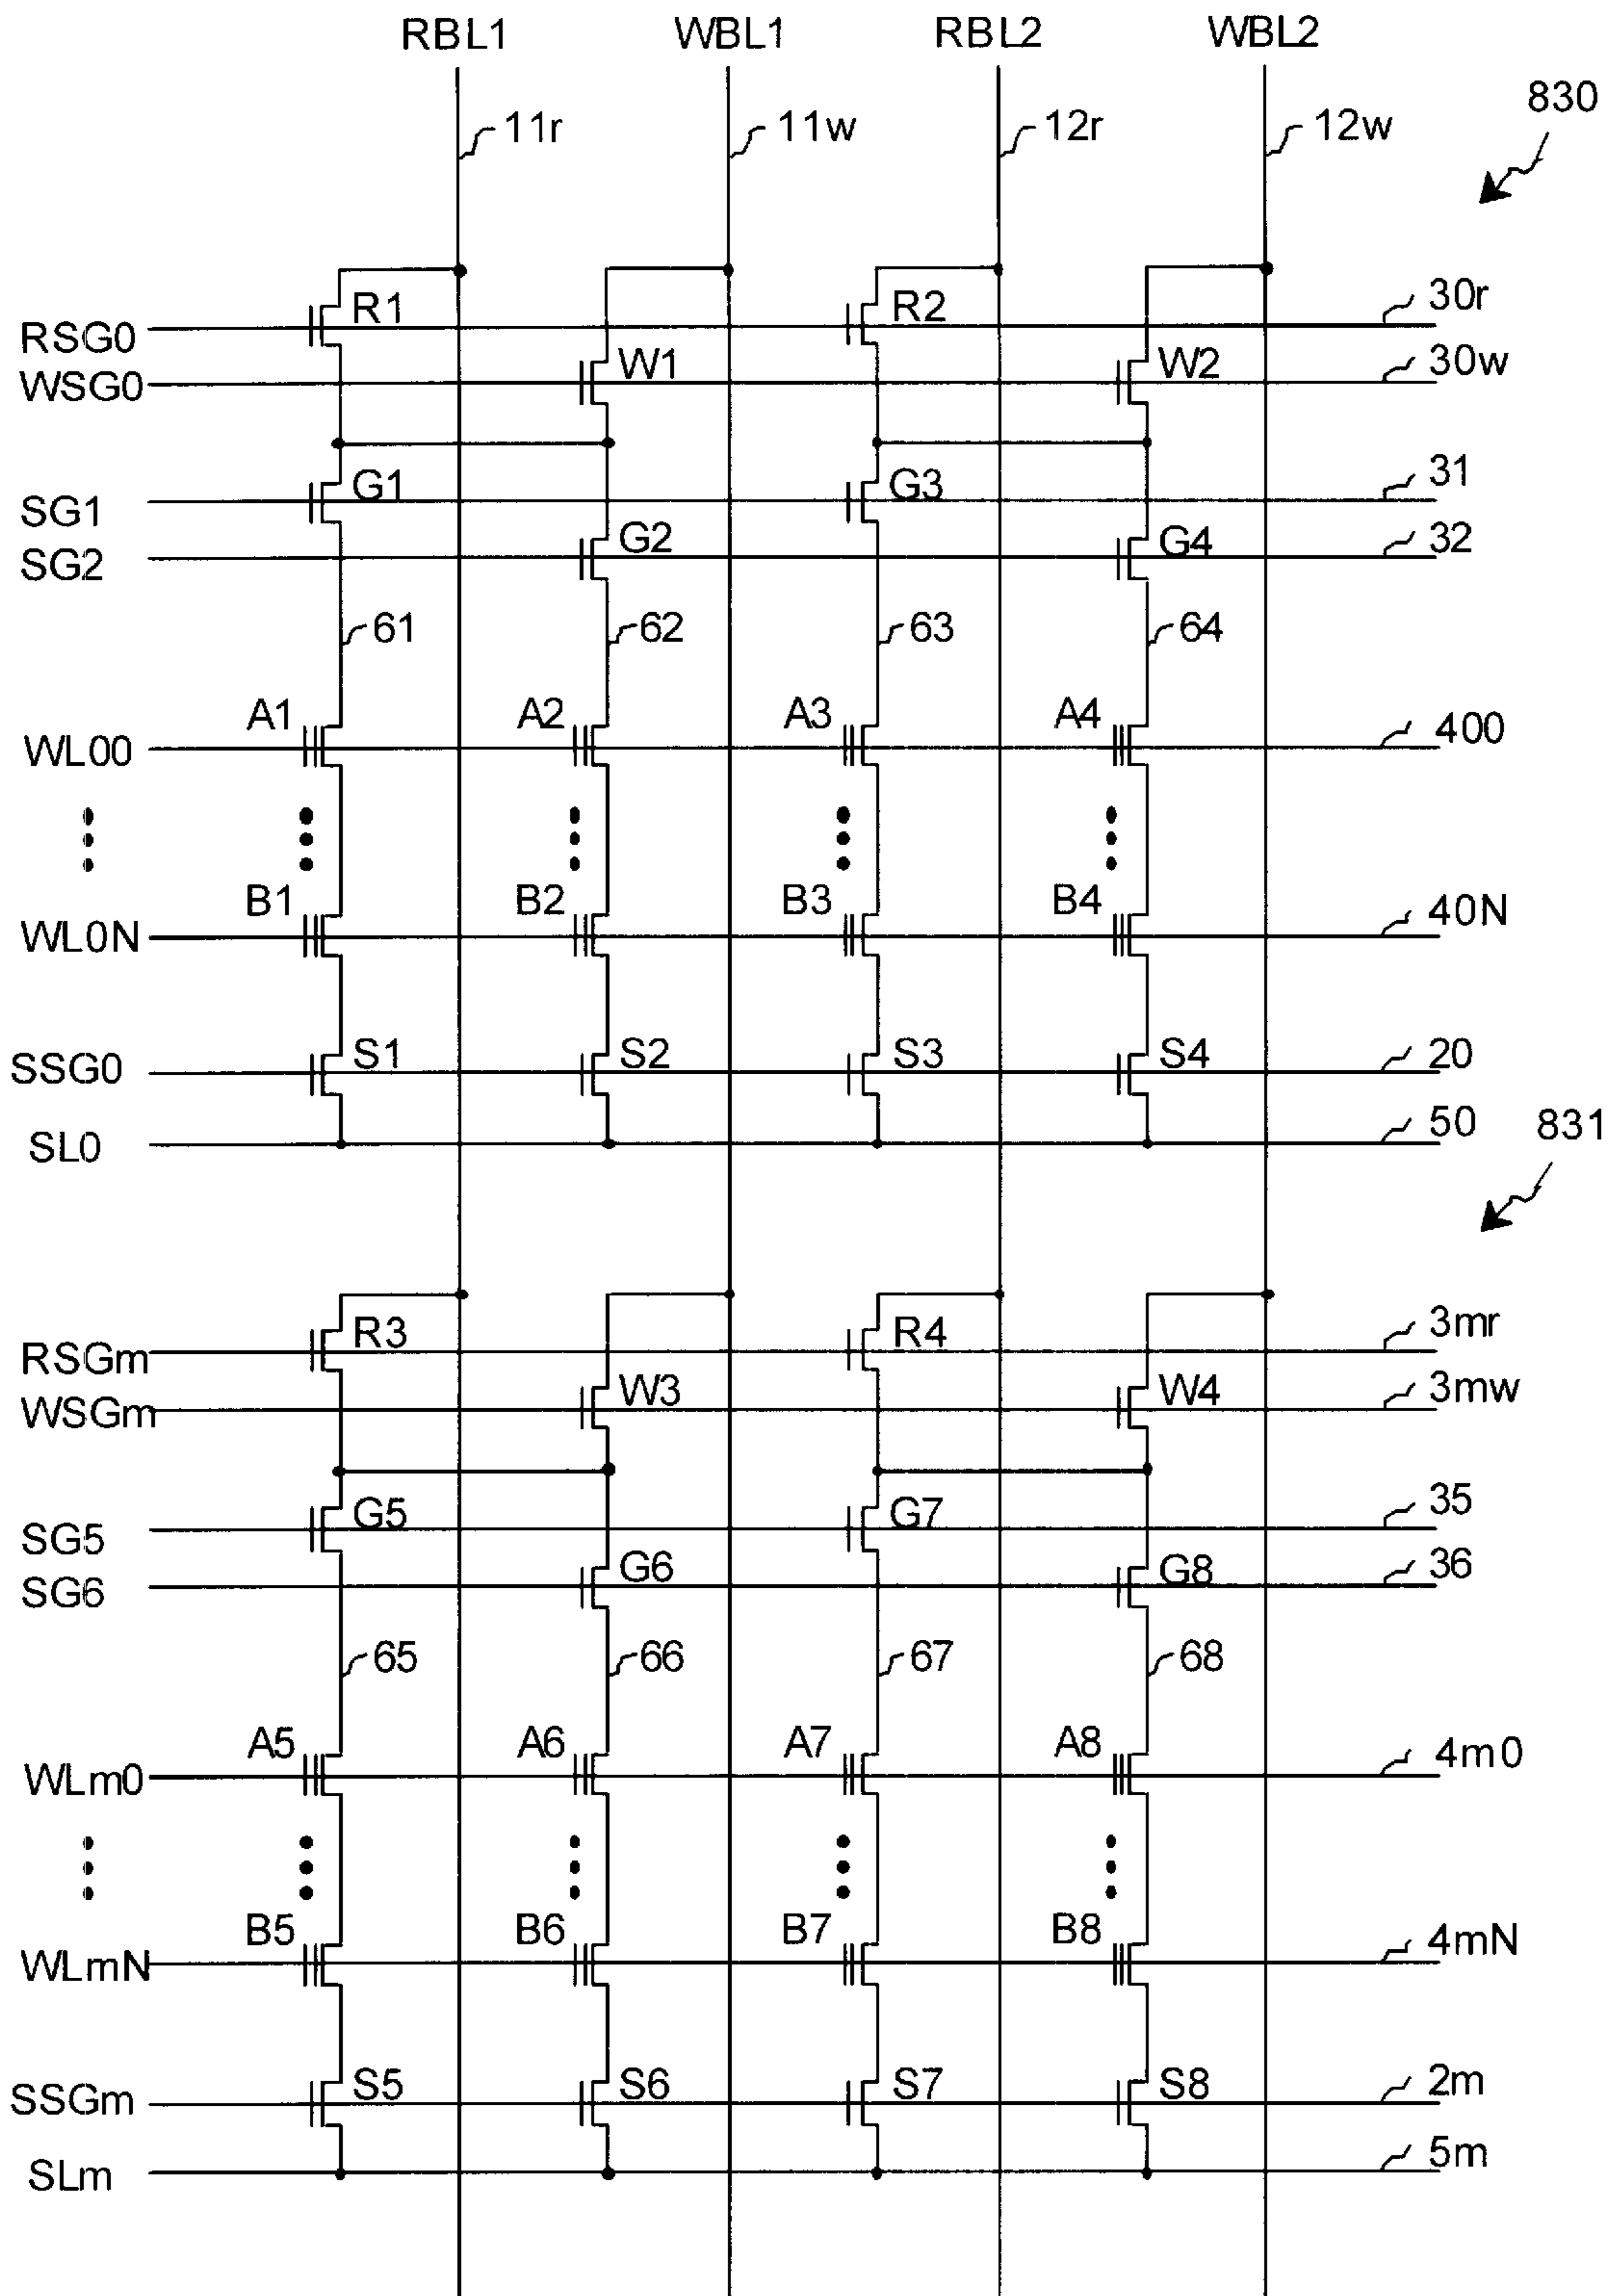 RBL1 WBL1 RBL2 WBL2
830
11r 11w 12r 12w
RSG0 R1 R2 30r
WSG0 W1 W2 30w
SG1 G1 G3 31
SG2 G2 G4 32
61 62 63 64
WL00 A1 A2 A3 A4 400
WL0N B1 B2 B3 B4 40N
SSG0 S1 S2 S3 S4 20
SL0 50
831
RSGm R3 R4 3mr
WSGm W3 W4 3mw
SG5 G5 G7 35
SG6 G6 G8 36
65 66 67 68
WLm0 A5 A6 A7 A8 4m0
WLmN B5 B6 B7 B8 4mN
SSGm S5 S6 S7 S8 2m
SLm 5m